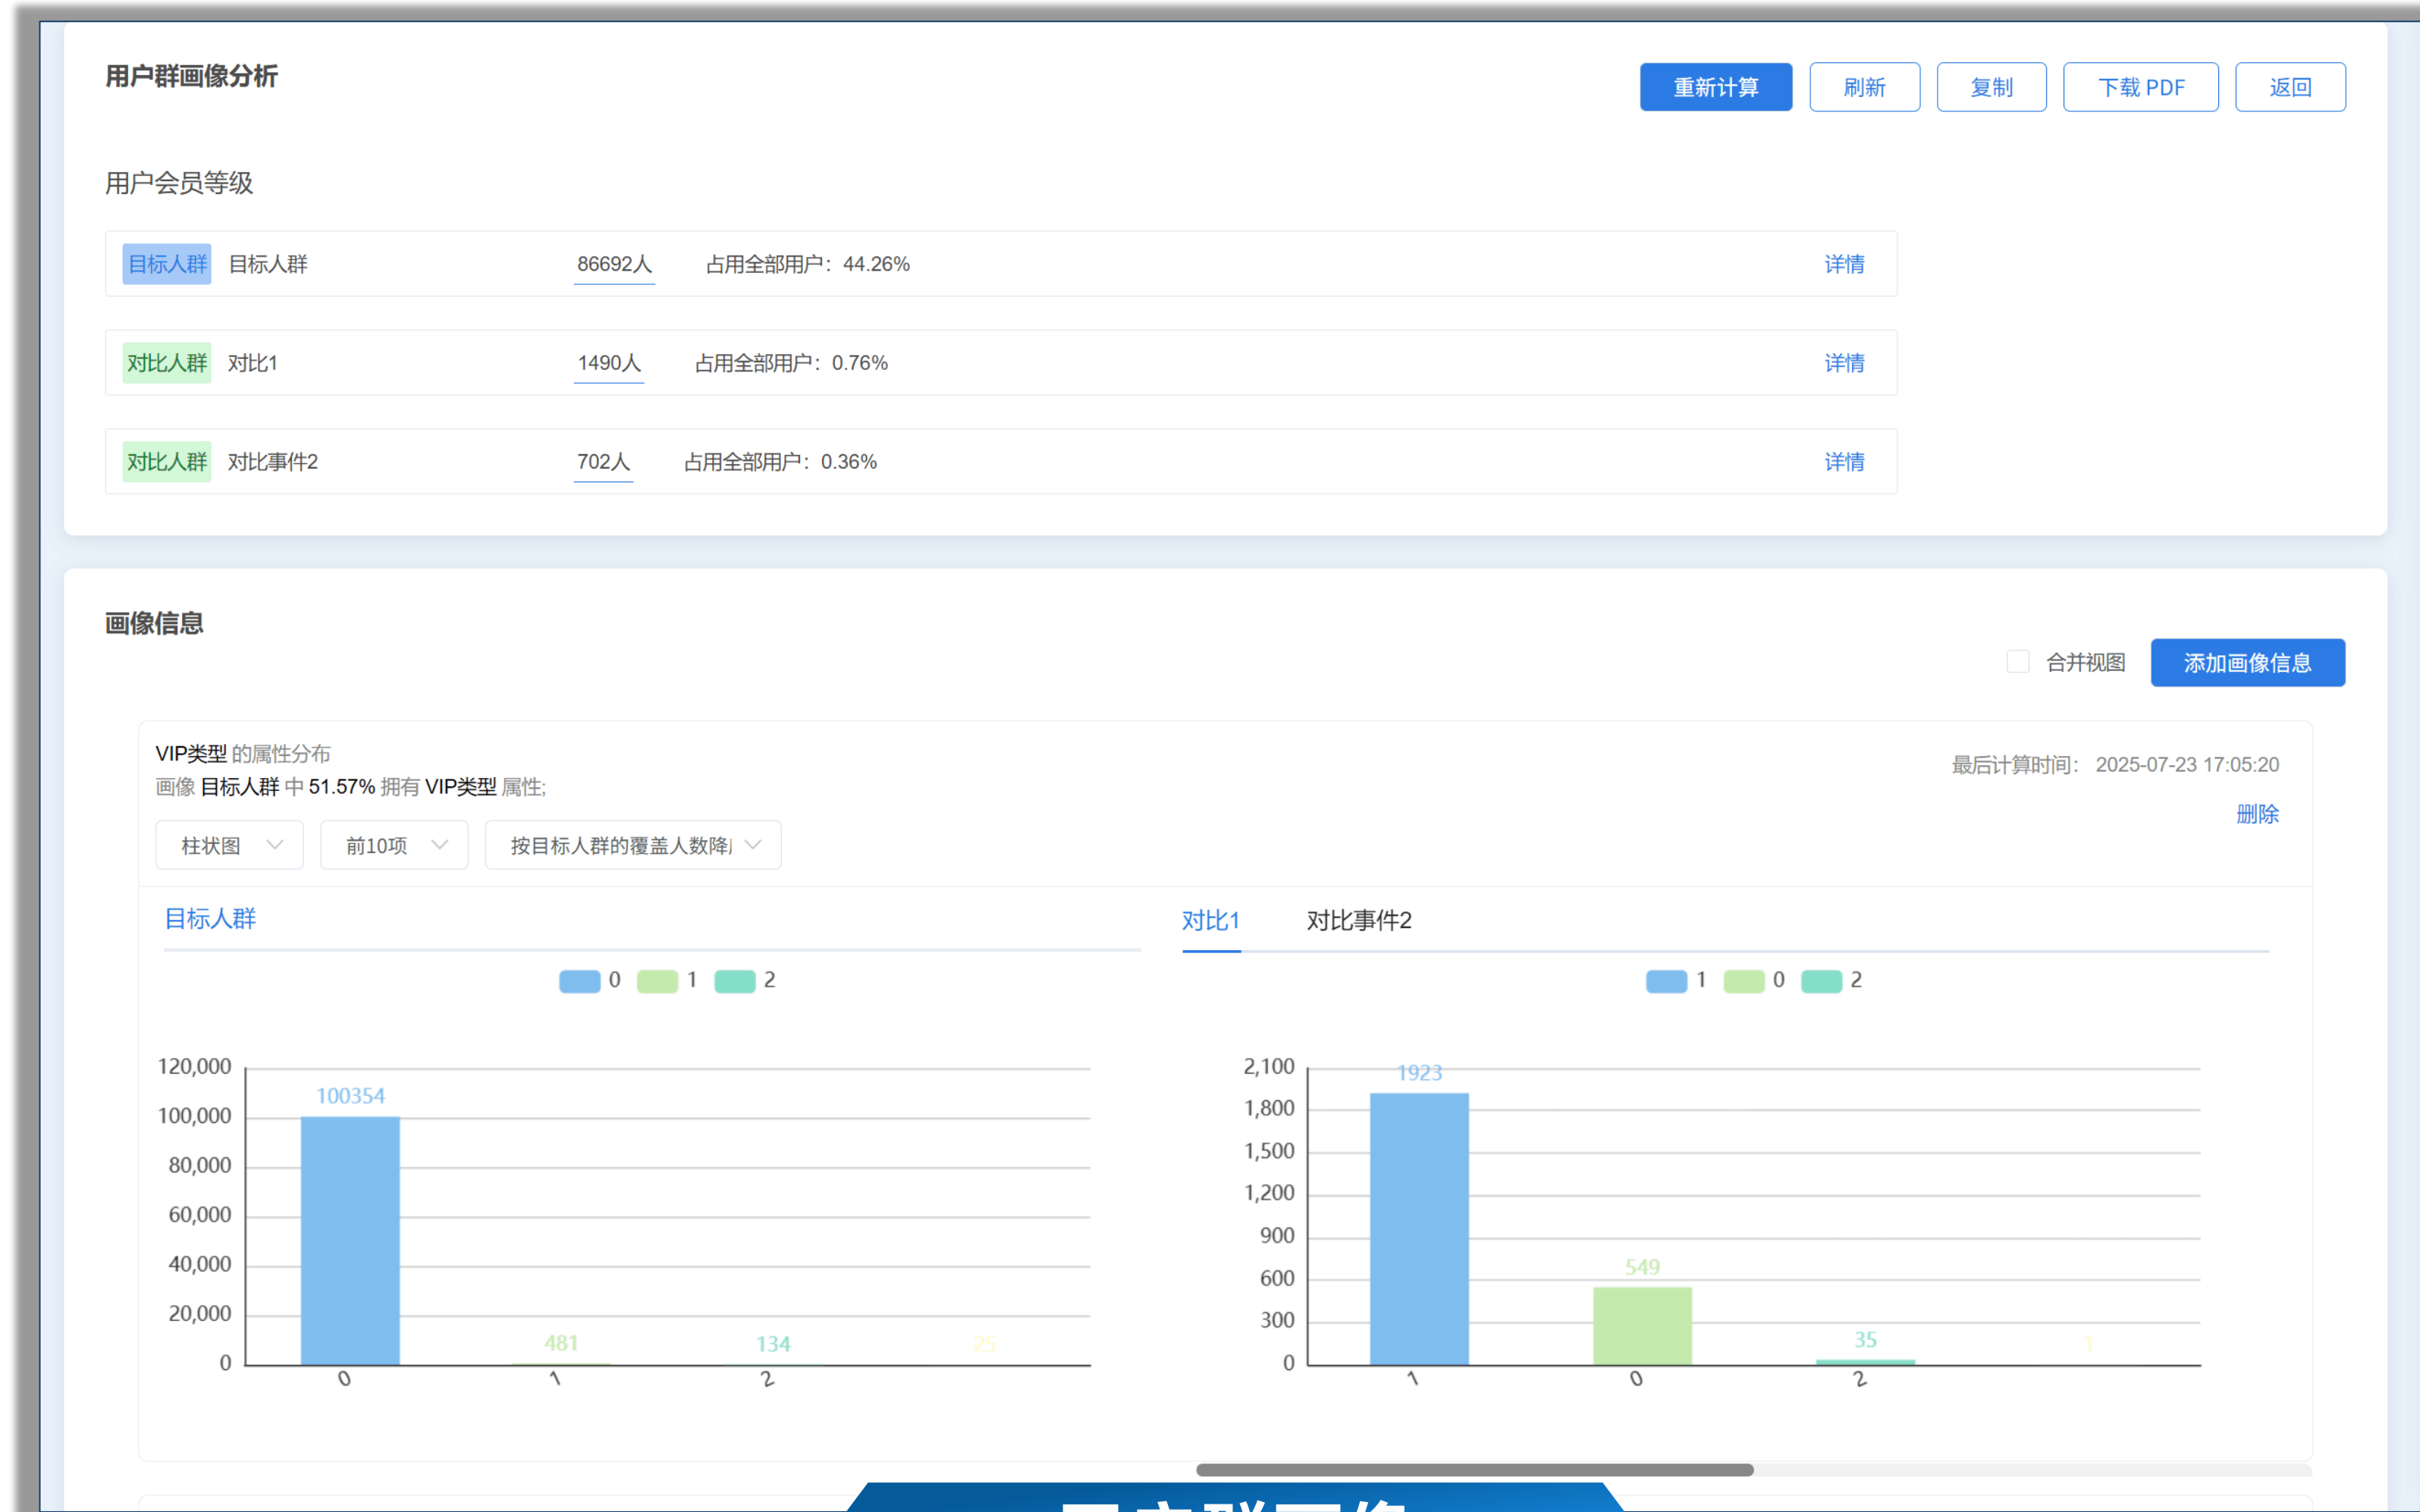 用户群画像分析
重新计算 刷新 复制 下载 PDF 返回
用户会员等级
目标人群 目标人群 86692人 占用全部用户：44.26% 详情
对比人群 对比1 1490人 占用全部用户：0.76% 详情
对比人群 对比事件2 702人 占用全部用户：0.36% 详情
画像信息
合并视图 添加画像信息
VIP类型 的属性分布
最后计算时间： 2025-07-23 17:05:20
画像 目标人群 中 51.57% 拥有 VIP类型 属性;
删除
柱状图 前10项 按目标人群的覆盖人数降
目标人群
对比1 对比事件2
0 1 2
1 0 2
120,000
100,000
80,000
60,000
40,000
20,000
0
100354
481
134
25
0 1 2
2,100
1,800
1,500
1,200
900
600
300
0
1923
549
35
1
1 0 2